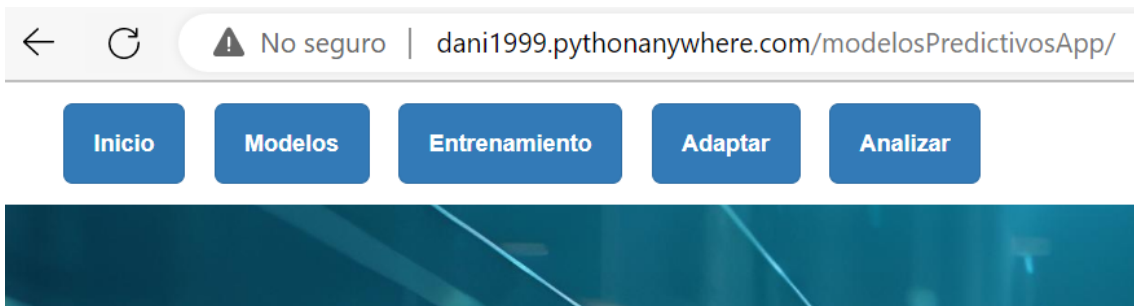 No seguro | dani1999.pythonanywhere.com/modelosPredictivosApp/
Inicio Modelos Entrenamiento Adaptar Analizar